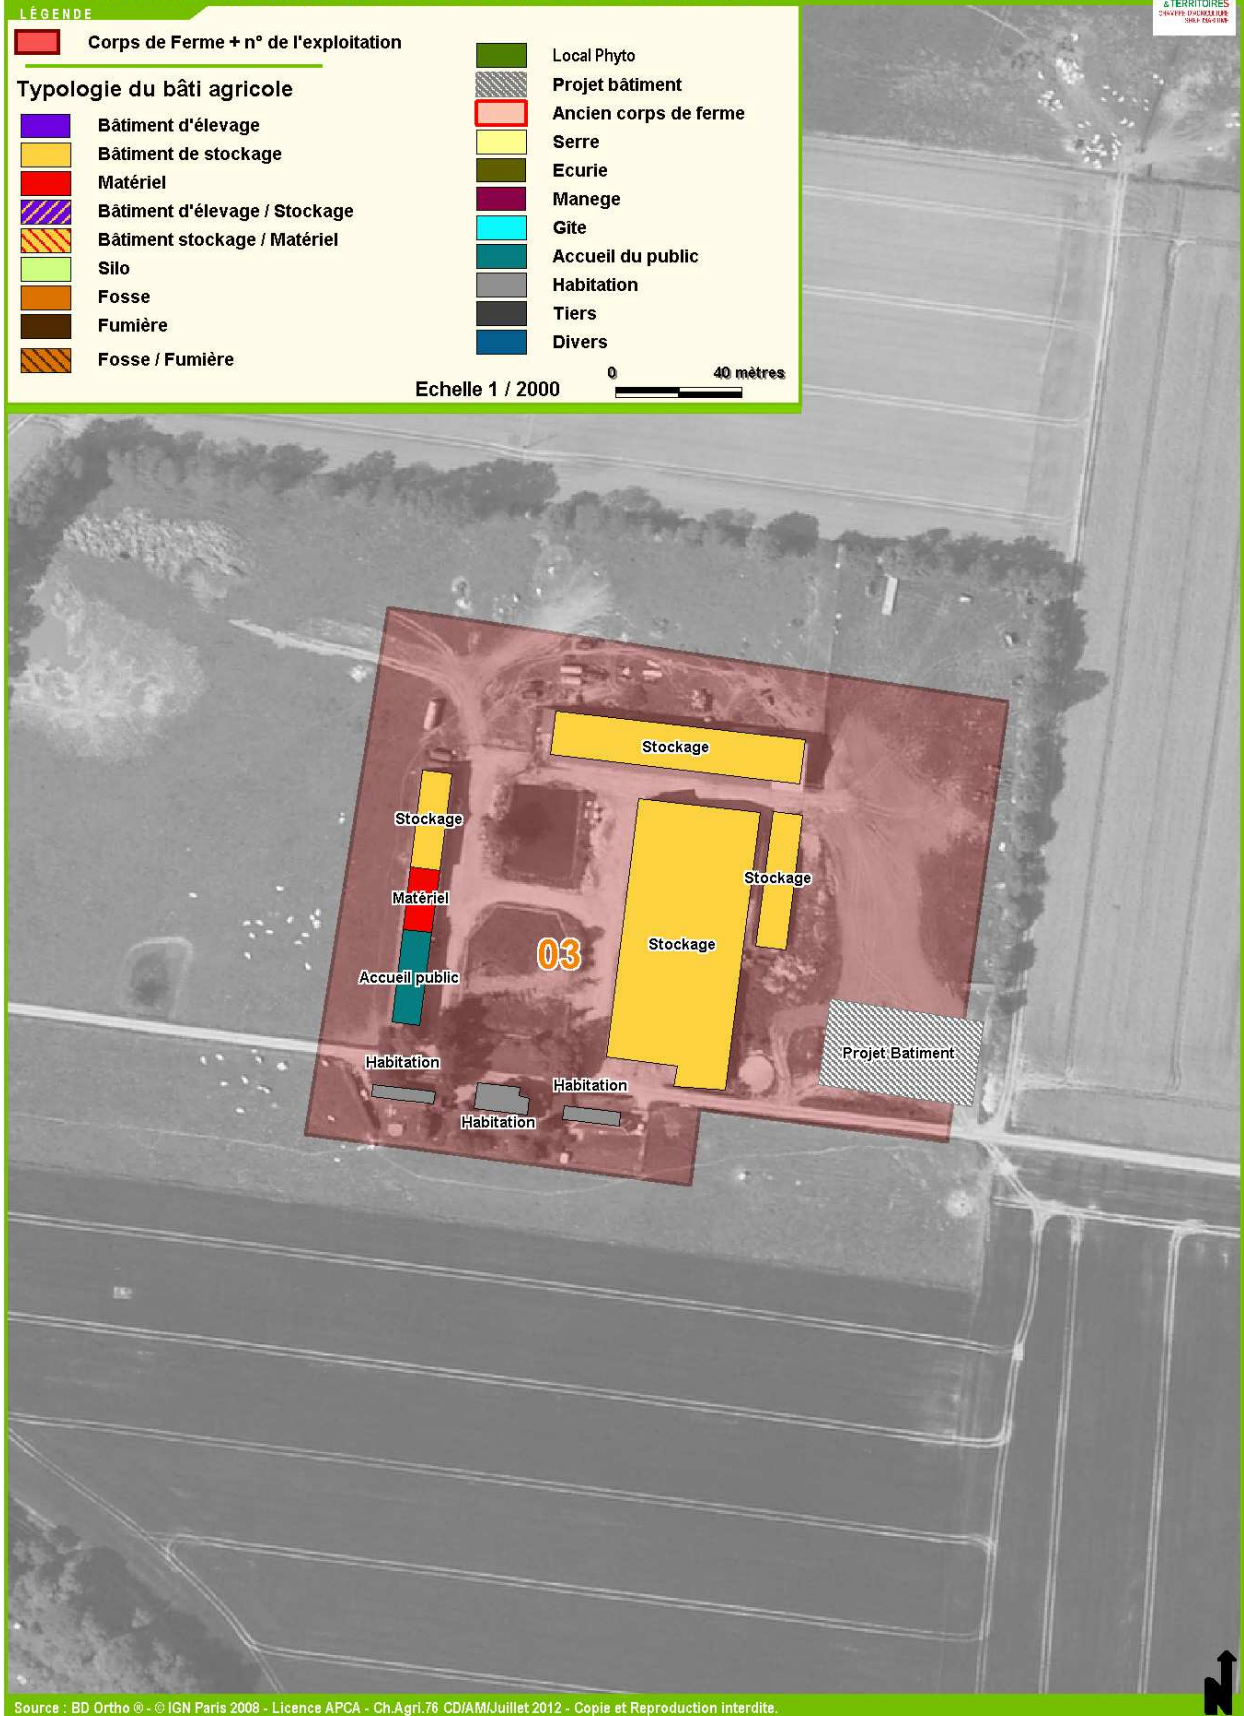 LÉGENDE
& TERRITOIRES
CHAMBRE D'AGRICULTURE
SEINE-MARITIME
Corps de Ferme + n° de l'exploitation
Typologie du bâti agricole
Bâtiment d'élevage
Bâtiment de stockage
Matériel
Bâtiment d'élevage / Stockage
Bâtiment stockage / Matériel
Silo
Fosse
Fumière
Fosse / Fumière
Local Phyto
Projet bâtiment
Ancien corps de ferme
Serre
Ecurie
Manege
Gîte
Accueil du public
Habitation
Tiers
Divers
Echelle 1 / 2000
0 40 mètres
Stockage
Stockage
Matériel
Stockage
Stockage
03
Accueil public
Projet Batiment
Habitation
Habitation
Habitation
N
Source : BD Ortho ® - © IGN Paris 2008 - Licence APCA - Ch.Agri.76 CD/AM/Juillet 2012 - Copie et Reproduction interdite.